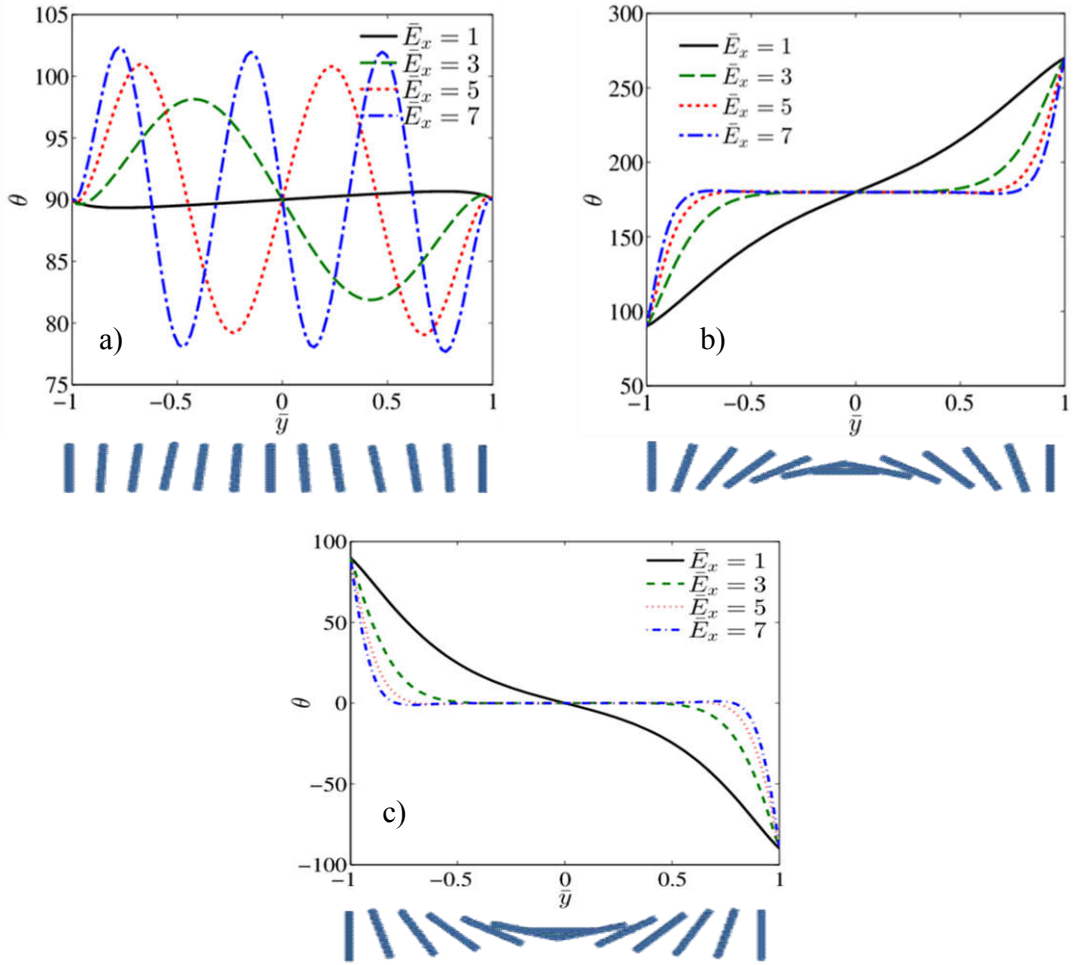 105
100
95
90
85
80
75
θ
Ē_x = 1
Ē_x = 3
Ē_x = 5
Ē_x = 7
a)
−1 −0.5 0 0.5 1
ȳ
300
250
200
150
100
50
θ
Ē_x = 1
Ē_x = 3
Ē_x = 5
Ē_x = 7
b)
−1 −0.5 0 0.5 1
ȳ
100
50
0
−50
−100
θ
Ē_x = 1
Ē_x = 3
Ē_x = 5
Ē_x = 7
c)
−1 −0.5 0 0.5 1
ȳ